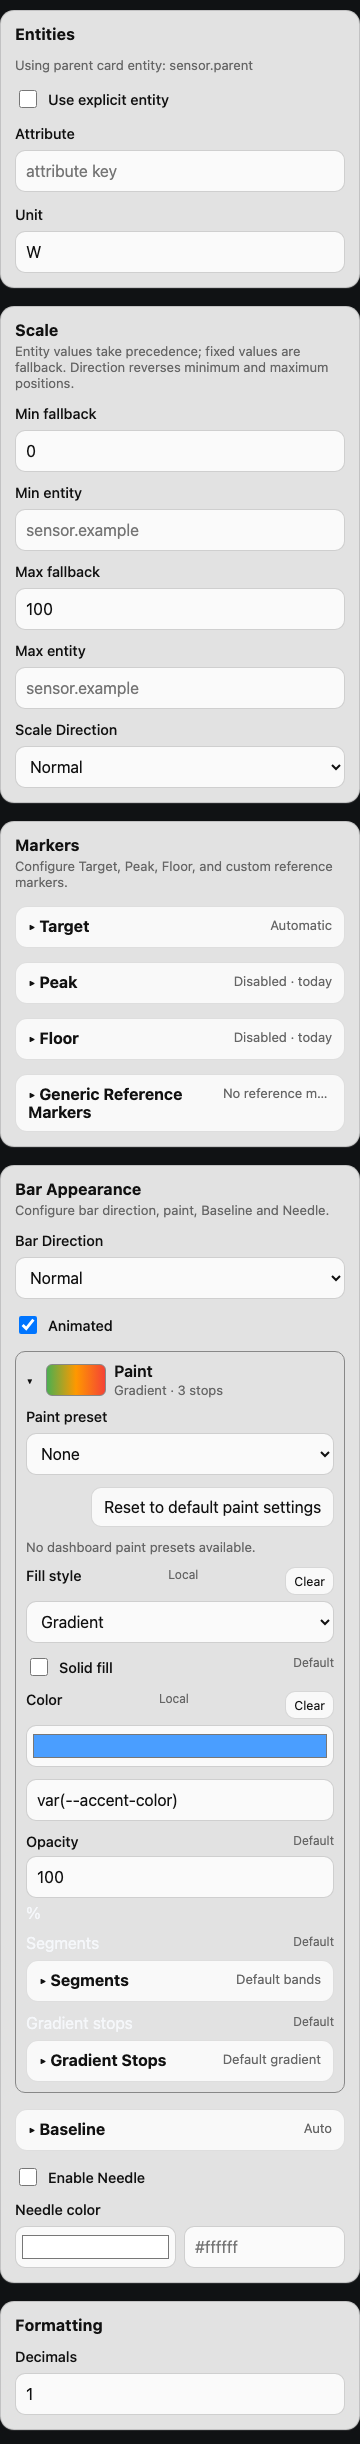 Entities
Using parent card entity: sensor.parent
Use explicit entity
Attribute
attribute key
Unit
W
Scale
Entity values take precedence; fixed values are
fallback. Direction reverses minimum and maximum
positions.
Min fallback
0
Min entity
sensor.example
Max fallback
100
Max entity
sensor.example
Scale Direction
Normal
Markers
Configure Target, Peak, Floor, and custom reference
markers.
▸ Target Automatic
▸ Peak Disabled · today
▸ Floor Disabled · today
▸ Generic Reference No reference m...
Markers
Bar Appearance
Configure bar direction, paint, Baseline and Needle.
Bar Direction
Normal
Animated
▾ Paint
Gradient · 3 stops
Paint preset
None
Reset to default paint settings
No dashboard paint presets available.
Fill style Local Clear
Gradient
Solid fill Default
Color Local Clear
var(--accent-color)
Opacity Default
100
%
Segments Default
▸ Segments Default bands
Gradient stops Default
▸ Gradient Stops Default gradient
▸ Baseline Auto
Enable Needle
Needle color
#ffffff
Formatting
Decimals
1